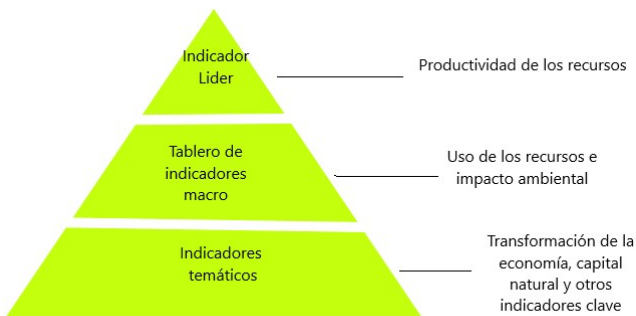 Indicador
Lider
Productividad de los recursos
Tablero de
indicadores
macro
Uso de los recursos e
impacto ambiental
Indicadores
temáticos
Transformación de la
economía, capital
natural y otros
indicadores clave